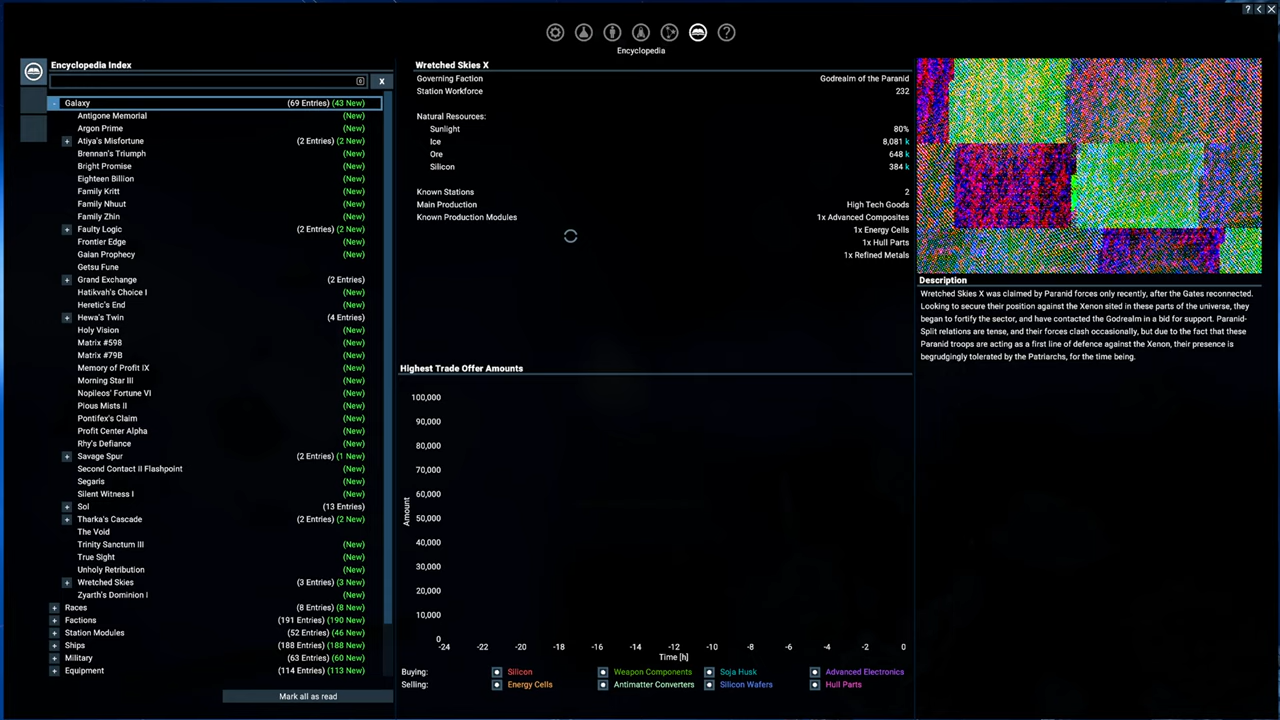 Encyclopedia
Encyclopedia Index
x
- Galaxy (69 Entries) (43 New)
Antigone Memorial (New)
Argon Prime (New)
+ Atiya's Misfortune (2 Entries) (2 New)
Brennan's Triumph (New)
Bright Promise (New)
Eighteen Billion (New)
Family Kritt (New)
Family Nhuut (New)
Family Zhin (New)
+ Faulty Logic (2 Entries) (2 New)
Frontier Edge (New)
Gaian Prophecy (New)
Getsu Fune
+ Grand Exchange (2 Entries)
Hatikvah's Choice I (New)
Heretic's End (New)
+ Hewa's Twin (4 Entries)
Holy Vision (New)
Matrix #598 (New)
Matrix #79B (New)
Memory of Profit IX (New)
Morning Star III (New)
Nopileos' Fortune VI (New)
Pious Mists II (New)
Pontifex's Claim (New)
Profit Center Alpha (New)
Rhy's Defiance (New)
+ Savage Spur (2 Entries) (1 New)
Second Contact II Flashpoint (New)
Segaris (New)
Silent Witness I (New)
+ Sol (13 Entries)
+ Tharka's Cascade (2 Entries) (2 New)
The Void
Trinity Sanctum III (New)
True Sight (New)
Unholy Retribution (New)
+ Wretched Skies (3 Entries) (3 New)
Zyarth's Dominion I (New)
+ Races (8 Entries) (8 New)
+ Factions (191 Entries) (190 New)
+ Station Modules (52 Entries) (46 New)
+ Ships (188 Entries) (188 New)
+ Military (63 Entries) (60 New)
+ Equipment (114 Entries) (113 New)
Mark all as read
Wretched Skies X
Governing Faction Godrealm of the Paranid
Station Workforce 232
Natural Resources:
Sunlight 80%
Ice 8,081 k
Ore 648 k
Silicon 384 k
Known Stations 2
Main Production High Tech Goods
Known Production Modules 1x Advanced Composites
1x Energy Cells
1x Hull Parts
1x Refined Metals
Highest Trade Offer Amounts
100,000
90,000
80,000
70,000
60,000
50,000
40,000
30,000
20,000
10,000
0
Amount
-24 -22 -20 -18 -16 -14 -12 -10 -8 -6 -4 -2 0
Time [h]
Buying: Silicon Weapon Components Soja Husk Advanced Electronics
Selling: Energy Cells Antimatter Converters Silicon Wafers Hull Parts
Description
Wretched Skies X was claimed by Paranid forces only recently, after the Gates reconnected.
Looking to secure their position against the Xenon sited in these parts of the universe, they
began to fortify the sector, and have contacted the Godrealm in a bid for support. Paranid-
Split relations are tense, and their forces clash occasionally, but due to the fact that these
Paranid troops are acting as a first line of defence against the Xenon, their presence is
begrudgingly tolerated by the Patriarchs, for the time being.